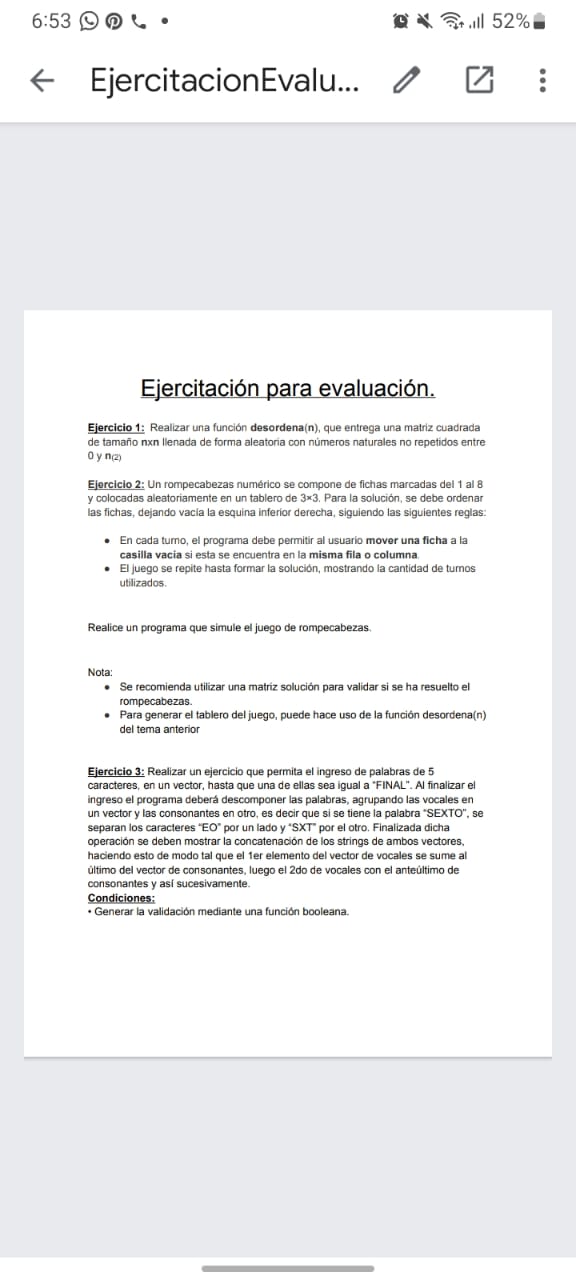 6:53
52%
EjercitacionEvalu...
Ejercitación para evaluación.
Ejercicio 1: Realizar una función desordena(n), que entrega una matriz cuadrada
de tamaño nxn llenada de forma aleatoria con números naturales no repetidos entre
0 y n(2)
Ejercicio 2: Un rompecabezas numérico se compone de fichas marcadas del 1 al 8
y colocadas aleatoriamente en un tablero de 3×3. Para la solución, se debe ordenar
las fichas, dejando vacía la esquina inferior derecha, siguiendo las siguientes reglas:
• En cada turno, el programa debe permitir al usuario mover una ficha a la
casilla vacía si esta se encuentra en la misma fila o columna.
• El juego se repite hasta formar la solución, mostrando la cantidad de turnos
utilizados.
Realice un programa que simule el juego de rompecabezas.
Nota:
• Se recomienda utilizar una matriz solución para validar si se ha resuelto el
rompecabezas.
• Para generar el tablero del juego, puede hace uso de la función desordena(n)
del tema anterior
Ejercicio 3: Realizar un ejercicio que permita el ingreso de palabras de 5
caracteres, en un vector, hasta que una de ellas sea igual a "FINAL". Al finalizar el
ingreso el programa deberá descomponer las palabras, agrupando las vocales en
un vector y las consonantes en otro, es decir que si se tiene la palabra "SEXTO", se
separan los caracteres "EO" por un lado y "SXT" por el otro. Finalizada dicha
operación se deben mostrar la concatenación de los strings de ambos vectores,
haciendo esto de modo tal que el 1er elemento del vector de vocales se sume al
último del vector de consonantes, luego el 2do de vocales con el anteúltimo de
consonantes y así sucesivamente.
Condiciones:
• Generar la validación mediante una función booleana.